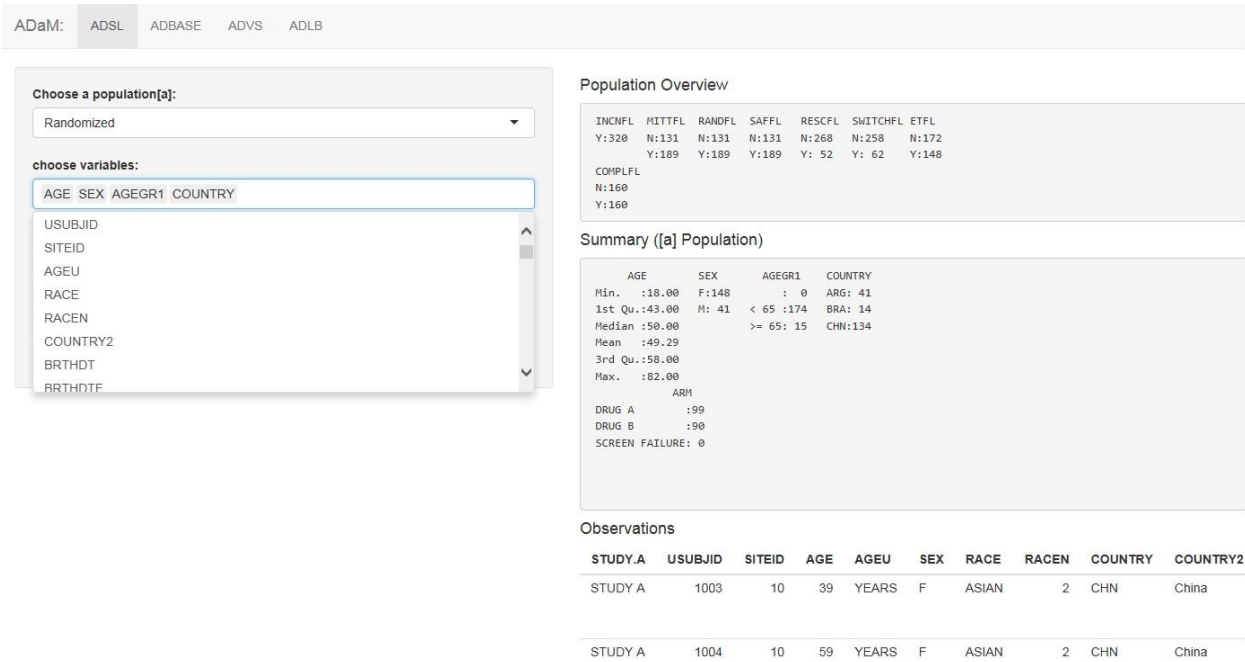 ADaM: ADSL ADBASE ADVS ADLB
Choose a population[a]:
Randomized
choose variables:
AGE SEX AGEGR1 COUNTRY
USUBJID
SITEID
AGEU
RACE
RACEN
COUNTRY2
BRTHDT
BRTHDTF
Population Overview
INCNFL MITTFL RANDFL SAFFL RESCFL SWITCHFL ETFL
Y:320 N:131 N:131 N:131 N:268 N:258 N:172
Y:189 Y:189 Y:189 Y: 52 Y: 62 Y:148
COMPLFL
N:160
Y:160
Summary ([a] Population)
AGE SEX AGEGR1 COUNTRY
Min. :18.00 F:148 : 0 ARG: 41
1st Qu.:43.00 M: 41 < 65 :174 BRA: 14
Median :50.00 >= 65: 15 CHN:134
Mean :49.29
3rd Qu.:58.00
Max. :82.00
ARM
DRUG A :99
DRUG B :90
SCREEN FAILURE: 0
Observations
STUDY.A USUBJID SITEID AGE AGEU SEX RACE RACEN COUNTRY COUNTRY2
STUDY A 1003 10 39 YEARS F ASIAN 2 CHN China
STUDY A 1004 10 59 YEARS F ASIAN 2 CHN China